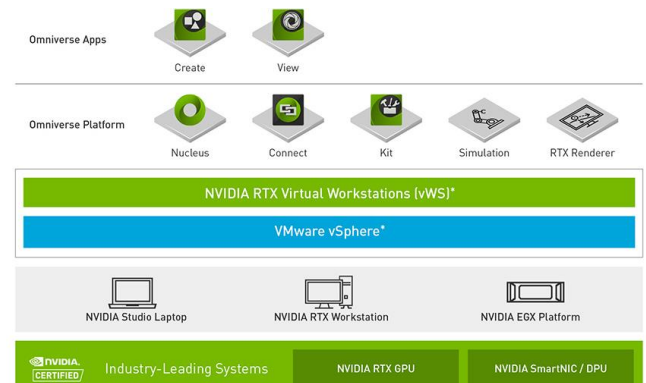 Omniverse Apps
Create
View
Omniverse Platform
Nucleus
Connect
Kit
Simulation
RTX Renderer
NVIDIA RTX Virtual Workstations (vWS)*
VMware vSphere*
NVIDIA Studio Laptop
NVIDIA RTX Workstation
NVIDIA EGX Platform
NVIDIA.
CERTIFIED
Industry-Leading Systems
NVIDIA RTX GPU
NVIDIA SmartNIC / DPU